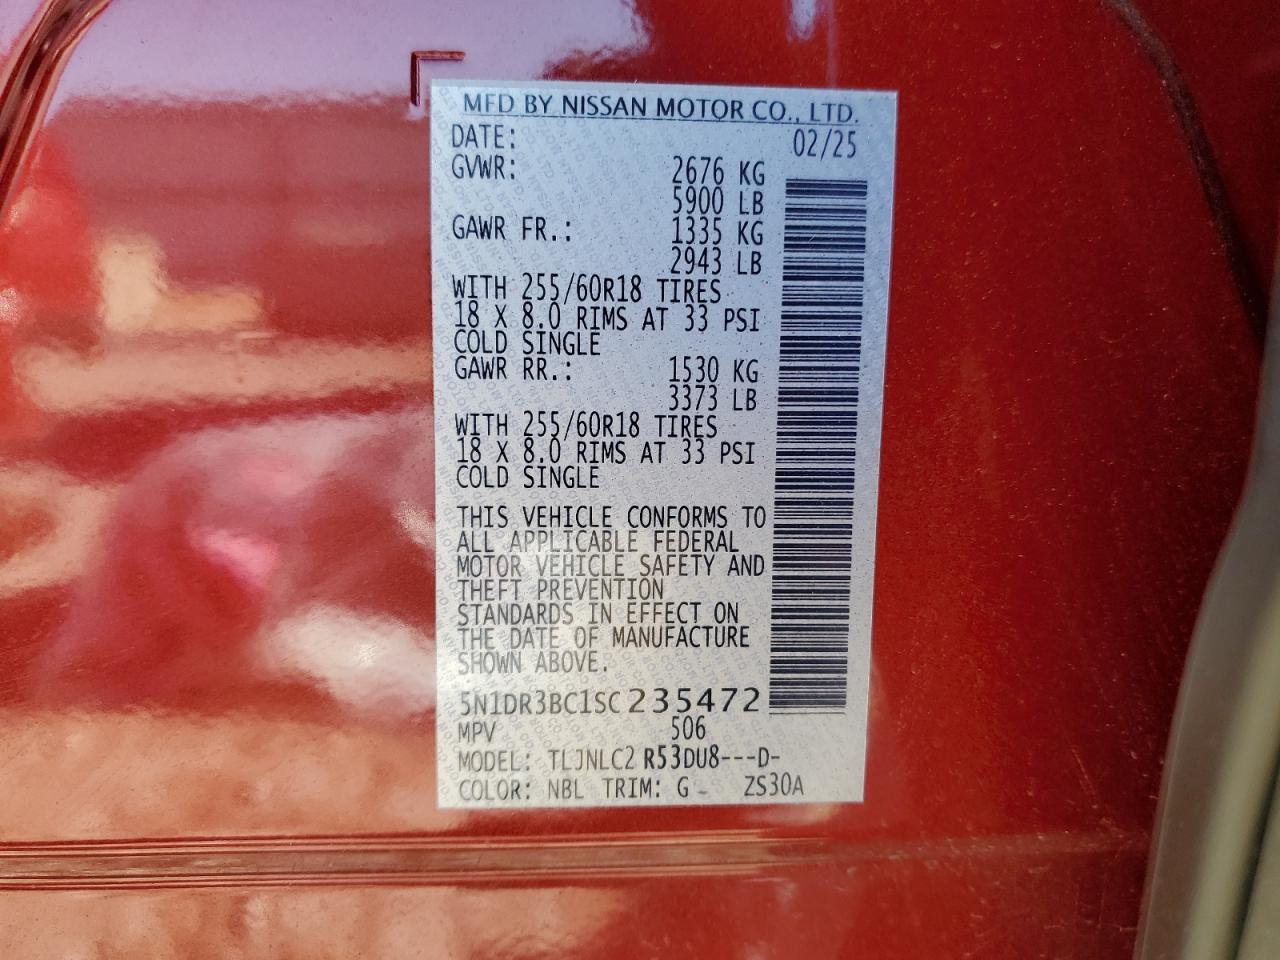 MFD BY NISSAN MOTOR CO., LTD.
DATE: 02/25
GVWR: 2676 KG
5900 LB
GAWR FR.: 1335 KG
2943 LB
WITH 255/60R18 TIRES
18 X 8.0 RIMS AT 33 PSI
COLD SINGLE
GAWR RR.: 1530 KG
3373 LB
WITH 255/60R18 TIRES
18 X 8.0 RIMS AT 33 PSI
COLD SINGLE
THIS VEHICLE CONFORMS TO
ALL APPLICABLE FEDERAL
MOTOR VEHICLE SAFETY AND
THEFT PREVENTION
STANDARDS IN EFFECT ON
THE DATE OF MANUFACTURE
SHOWN ABOVE.
5N1DR3BC1SC235472
MPV 506
MODEL: TLJNLC2 R53DU8---D-
COLOR: NBL TRIM: G - ZS30A